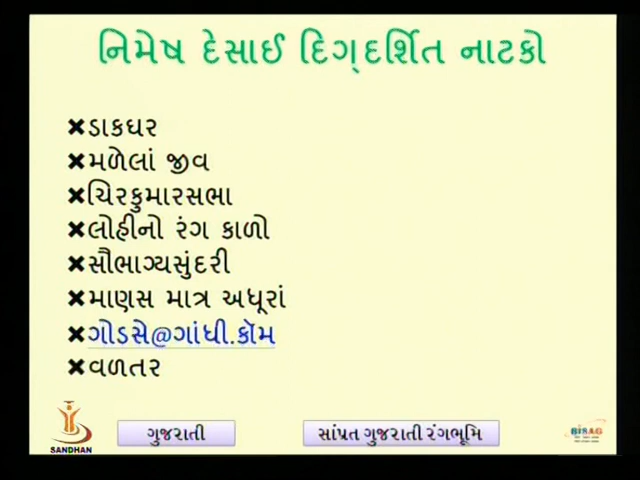 નિમેષ દેસાઈ દિગ્દર્શિત નાટકો
✖ડાકઘર
✖મળેલાં જીવ
✖ચિરકુમારસભા
✖લોહીનો રંગ કાળો
✖સૌભાગ્યસુંદરી
✖માણસ માત્ર અધૂરાં
✖ગોડસે@ગાંધી.કૉમ
✖વળતર
SANDHAN
ગુજરાતી
સાંપ્રત ગુજરાતી રંગભૂમિ
BISAG